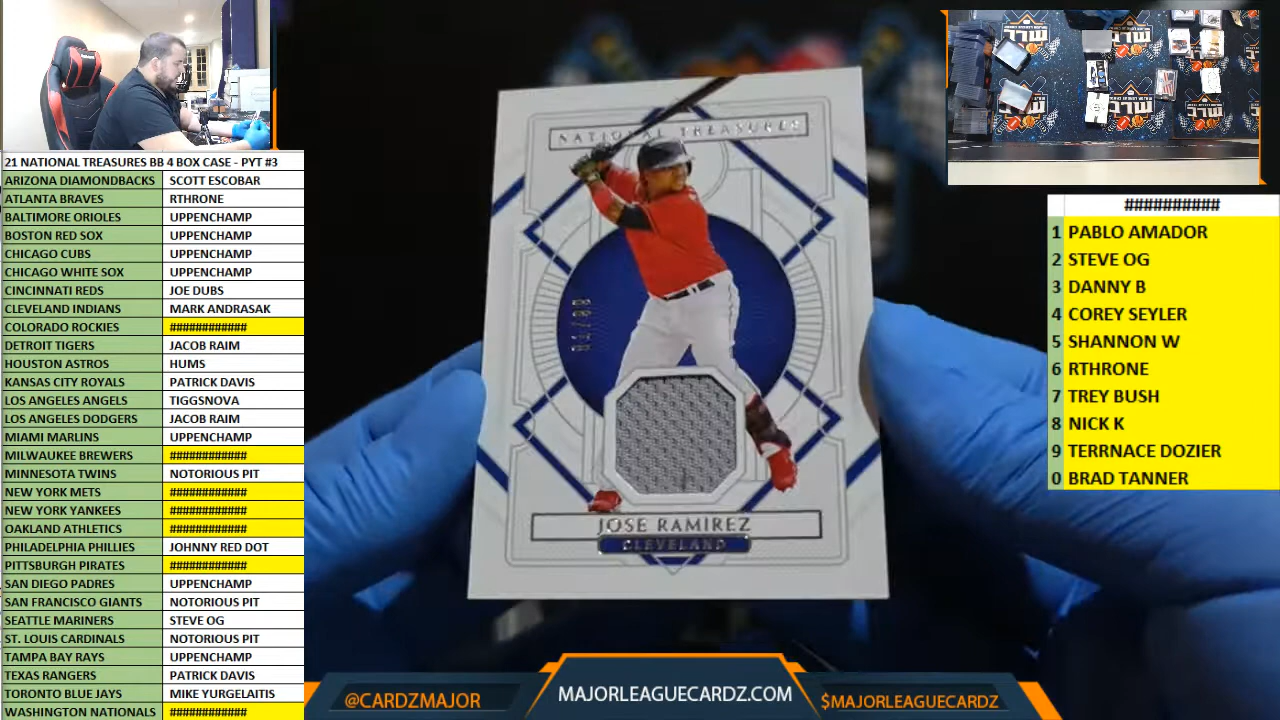 21 NATIONAL TREASURES BB 4 BOX CASE - PYT #3
ARIZONA DIAMONDBACKS SCOTT ESCOBAR
ATLANTA BRAVES RTHRONE
BALTIMORE ORIOLES UPPENCHAMP
BOSTON RED SOX UPPENCHAMP
CHICAGO CUBS UPPENCHAMP
CHICAGO WHITE SOX UPPENCHAMP
CINCINNATI REDS JOE DUBS
CLEVELAND INDIANS MARK ANDRASAK
COLORADO ROCKIES ############
DETROIT TIGERS JACOB RAIM
HOUSTON ASTROS HUMS
KANSAS CITY ROYALS PATRICK DAVIS
LOS ANGELES ANGELS TIGGSNOVA
LOS ANGELES DODGERS JACOB RAIM
MIAMI MARLINS UPPENCHAMP
MILWAUKEE BREWERS ############
MINNESOTA TWINS NOTORIOUS PIT
NEW YORK METS ############
NEW YORK YANKEES ############
OAKLAND ATHLETICS ############
PHILADELPHIA PHILLIES JOHNNY RED DOT
PITTSBURGH PIRATES ############
SAN DIEGO PADRES UPPENCHAMP
SAN FRANCISCO GIANTS NOTORIOUS PIT
SEATTLE MARINERS STEVE OG
ST. LOUIS CARDINALS NOTORIOUS PIT
TAMPA BAY RAYS UPPENCHAMP
TEXAS RANGERS PATRICK DAVIS
TORONTO BLUE JAYS MIKE YURGELAITIS
WASHINGTON NATIONALS ############
NATIONAL TREASURES
JOSE RAMIREZ
CLEVELAND
##########
1 PABLO AMADOR
2 STEVE OG
3 DANNY B
4 COREY SEYLER
5 SHANNON W
6 RTHRONE
7 TREY BUSH
8 NICK K
9 TERRNACE DOZIER
0 BRAD TANNER
@CARDZMAJOR
MAJORLEAGUECARDZ.COM
$MAJORLEAGUECARDZ